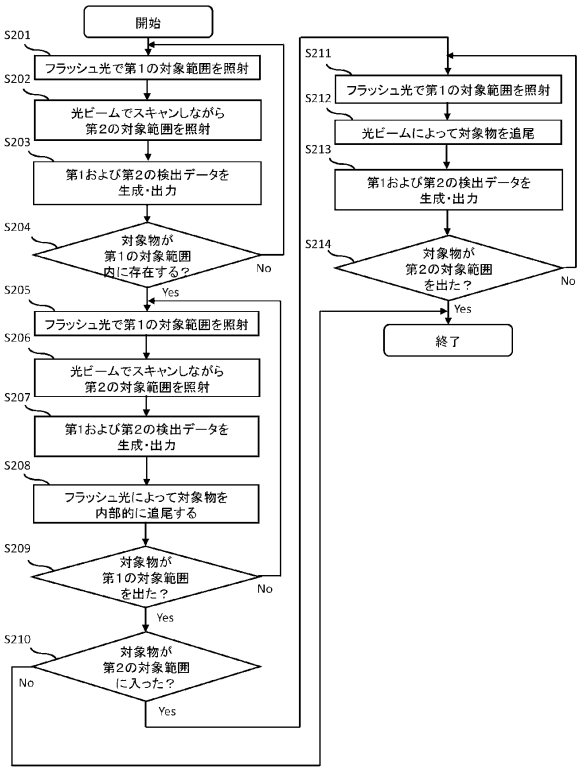 開始
S201
フラッシュ光で第1の対象範囲を照射
S202
光ビームでスキャンしながら
第2の対象範囲を照射
S203
第1および第2の検出データを
生成・出力
S204
対象物が
第1の対象範囲
内に存在する？
No
Yes
S205
フラッシュ光で第1の対象範囲を照射
S206
光ビームでスキャンしながら
第2の対象範囲を照射
S207
第1および第2の検出データを
生成・出力
S208
フラッシュ光によって対象物を
内部的に追尾する
S209
対象物が
第1の対象範囲
を出た？
No
Yes
S210
対象物が
第2の対象範囲
に入った？
No
Yes
S211
フラッシュ光で第1の対象範囲を照射
S212
光ビームによって対象物を追尾
S213
第1および第2の検出データを
生成・出力
S214
対象物が
第2の対象範囲
を出た？
No
Yes
終了